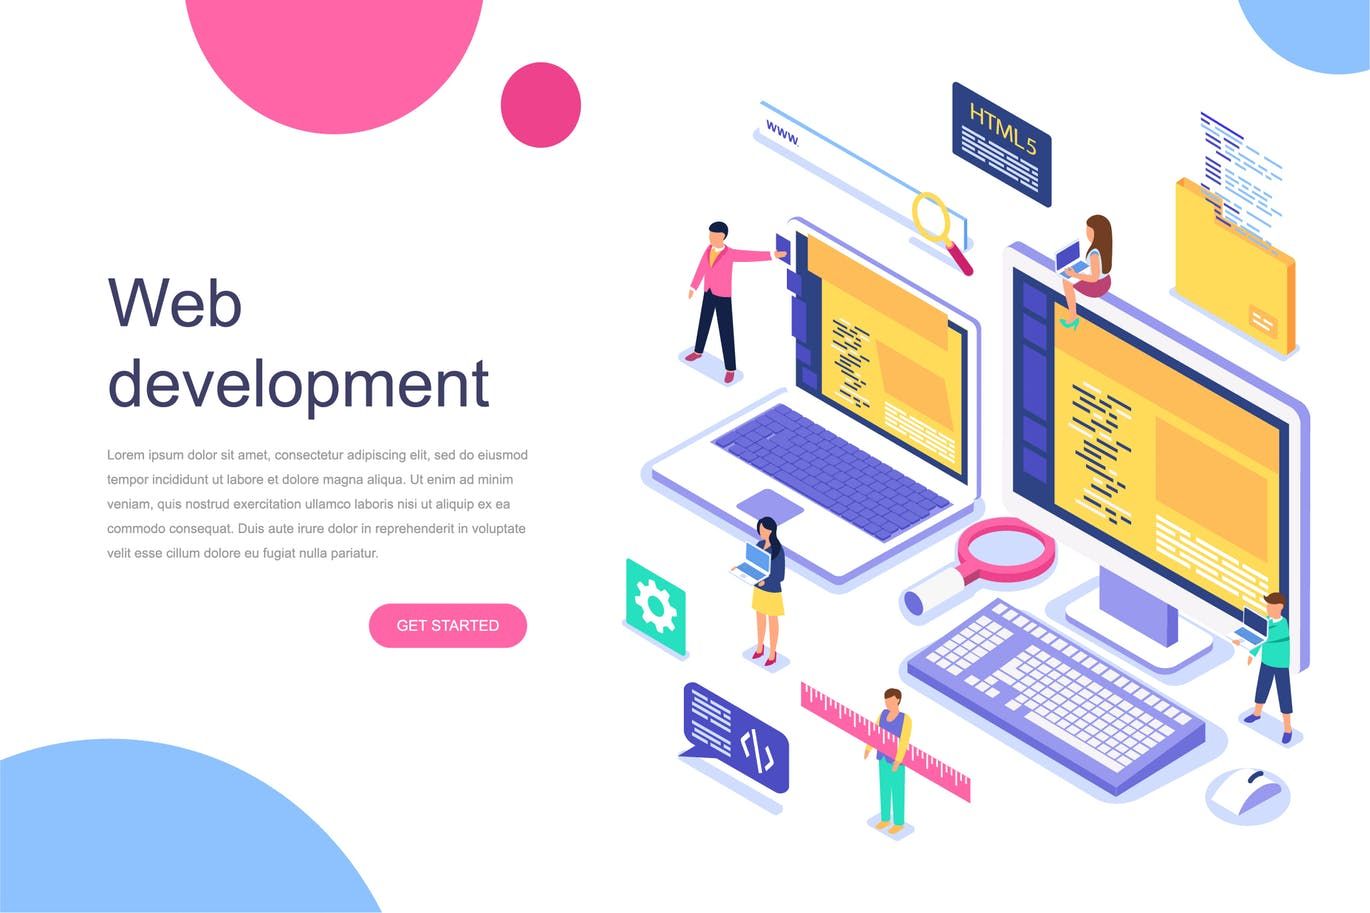 Web
development
Lorem ipsum dolor sit amet, consectetur adipiscing elit, sed do eiusmod
tempor incididunt ut labore et dolore magna aliqua. Ut enim ad minim
veniam, quis nostrud exercitation ullamco laboris nisi ut aliquip ex ea
commodo consequat. Duis aute irure dolor in reprehenderit in voluptate
velit esse cillum dolore eu fugiat nulla pariatur.
GET STARTED
www.
HTML5